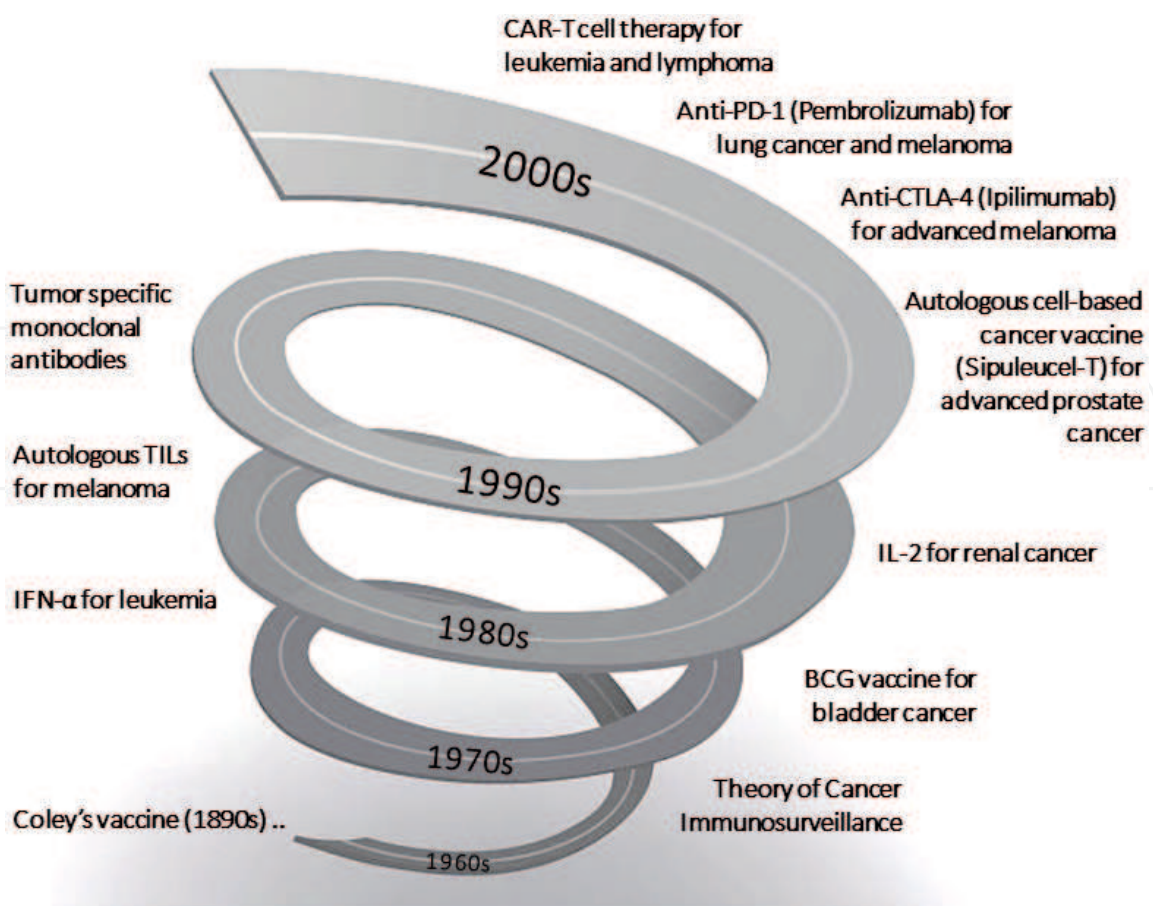 CAR-T cell therapy for
leukemia and lymphoma
Anti-PD-1 (Pembrolizumab) for
lung cancer and melanoma
2000s
Anti-CTLA-4 (Ipilimumab)
for advanced melanoma
Tumor specific
monoclonal
antibodies
Autologous cell-based
cancer vaccine
(Sipuleucel-T) for
advanced prostate
cancer
Autologous TILs
for melanoma
1990s
IL-2 for renal cancer
IFN-α for leukemia
1980s
BCG vaccine for
bladder cancer
1970s
Theory of Cancer
Immunosurveillance
Coley’s vaccine (1890s) ..
1960s